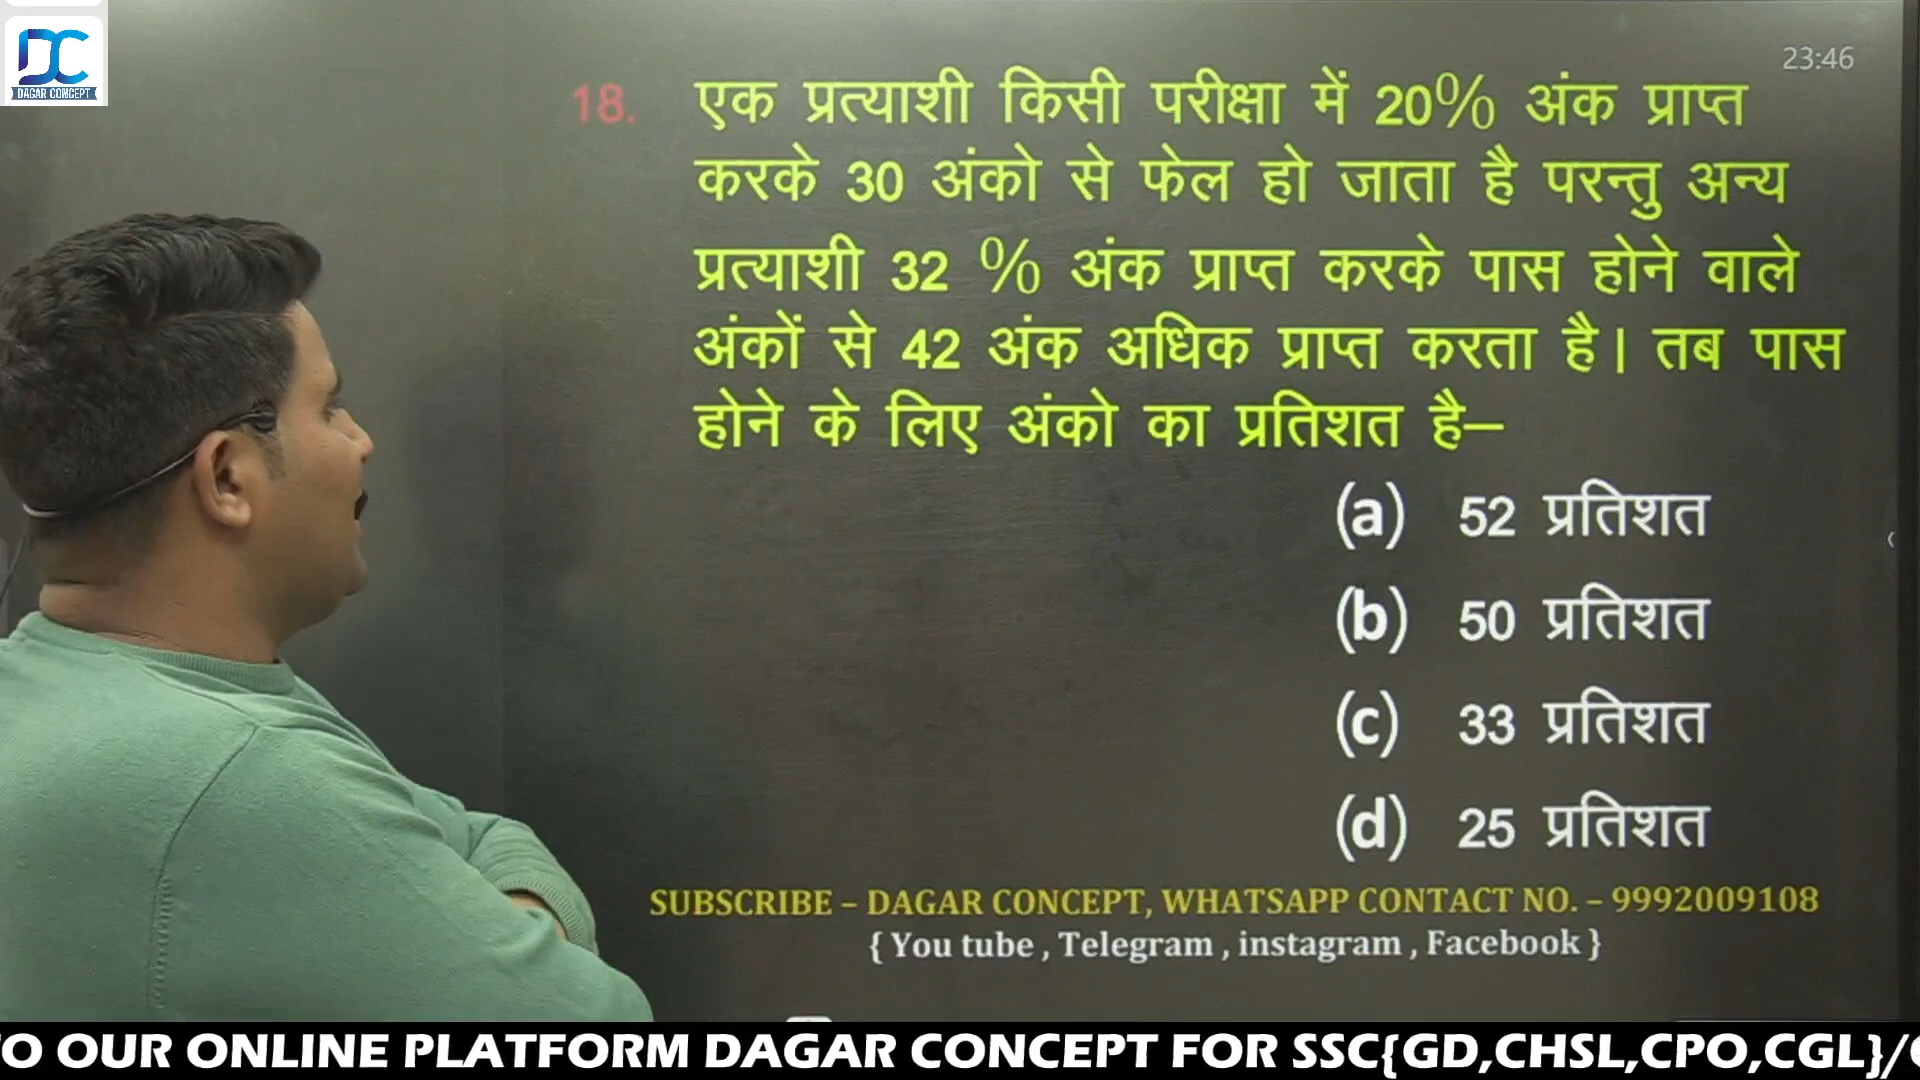 DC
DAGAR CONCEPT
23:46
18. एक प्रत्याशी किसी परीक्षा में 20% अंक प्राप्त
करके 30 अंको से फेल हो जाता है परन्तु अन्य
प्रत्याशी 32 % अंक प्राप्त करके पास होने वाले
अंकों से 42 अंक अधिक प्राप्त करता है। तब पास
होने के लिए अंको का प्रतिशत है–
(a) 52 प्रतिशत
(b) 50 प्रतिशत
(c) 33 प्रतिशत
(d) 25 प्रतिशत
SUBSCRIBE – DAGAR CONCEPT, WHATSAPP CONTACT NO. – 9992009108
{ You tube , Telegram , instagram , Facebook }
O OUR ONLINE PLATFORM DAGAR CONCEPT FOR SSC{GD,CHSL,CPO,CGL}/